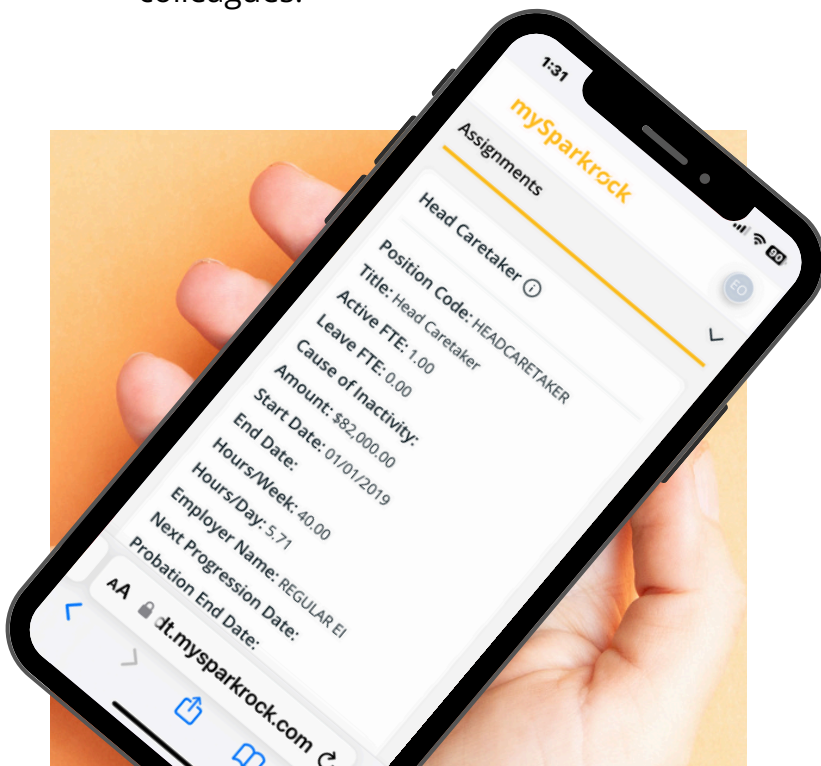 colleagues.
1:31
90
mySparkrock
EO
Assignments
Head Caretaker
Position Code: HEADCARETAKER
Title: Head Caretaker
Active FTE: 1.00
Leave FTE: 0.00
Cause of Inactivity:
Amount: $82,000.00
Start Date: 01/01/2019
End Date:
Hours/Week: 40.00
Hours/Day: 5.71
Employer Name: REGULAR EI
Next Progression Date:
Probation End Date:
AA dt.mysparkrock.com